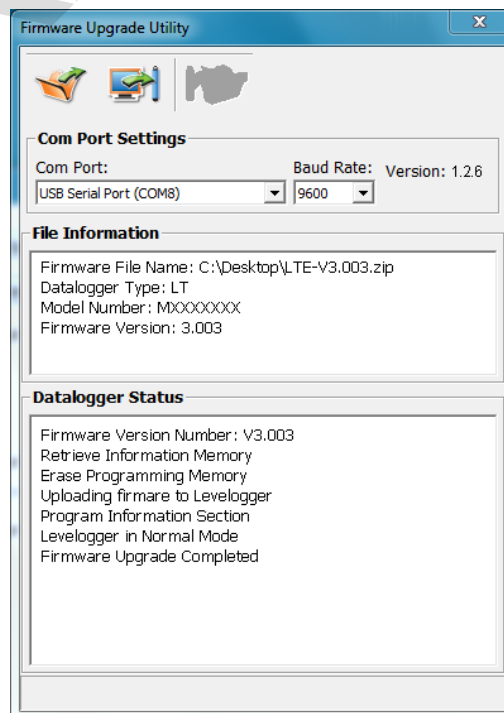 Firmware Upgrade Utility
x
Com Port Settings
Com Port:
Baud Rate:
Version: 1.2.6
USB Serial Port (COM8)
9600
File Information
Firmware File Name: C:\Desktop\LTE-V3.003.zip
Datalogger Type: LT
Model Number: MXXXXXXX
Firmware Version: 3.003
Datalogger Status
Firmware Version Number: V3.003
Retrieve Information Memory
Erase Programming Memory
Uploading firmare to Levelogger
Program Information Section
Levelogger in Normal Mode
Firmware Upgrade Completed